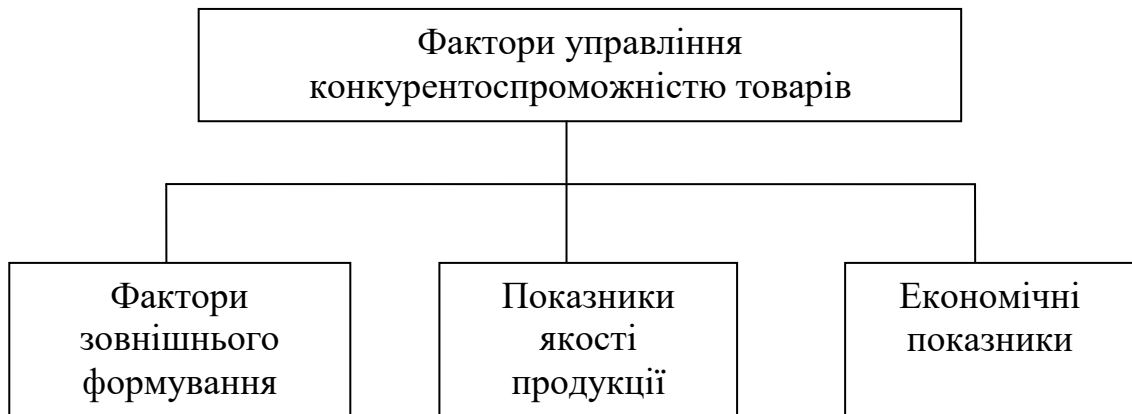 Фактори управління
конкурентоспроможністю товарів
Фактори
зовнішнього
формування
Показники
якості
продукції
Економічні
показники